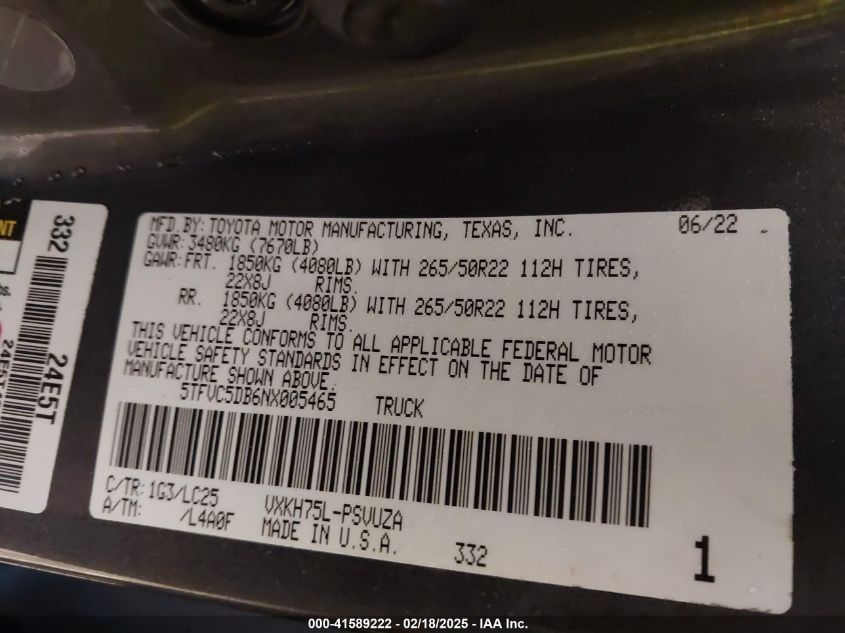 MFD.BY:TOYOTA MOTOR MANUFACTURING, TEXAS, INC. 06/22
GVWR:3480KG (7670LB)
GAWR:FRT. 1850KG (4080LB) WITH 265/50R22 112H TIRES,
22X8J RIMS.
RR. 1850KG (4080LB) WITH 265/50R22 112H TIRES,
22X8J RIMS.
THIS VEHICLE CONFORMS TO ALL APPLICABLE FEDERAL MOTOR
VEHICLE SAFETY STANDARDS IN EFFECT ON THE DATE OF
MANUFACTURE SHOWN ABOVE.
5TFVC5DB6NX005465 TRUCK
C/TR:1G3/LC25 VXKH75L-PSVUZA
A/TM: /L4A0F MADE IN U.S.A. 332
1
332
24E5T
000-41589222 - 02/18/2025 - IAA Inc.